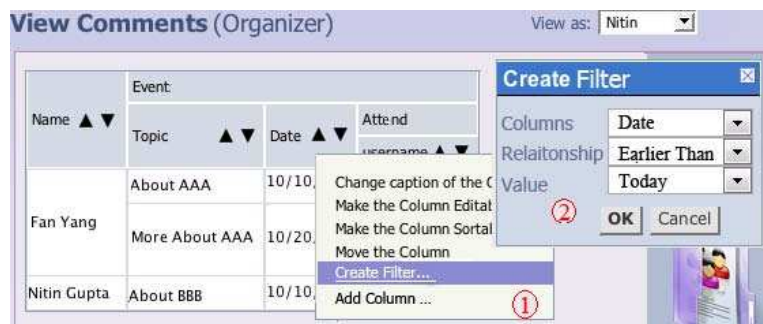 View Comments (Organizer)
View as: Nitin
Name ▲ ▼
Event
Topic ▲ ▼
Date ▲ ▼
Attend
username ▲ ▼
Fan Yang
About AAA
10/10,
More About AAA
10/20,
Nitin Gupta
About BBB
10/10,
Change caption of the C
Make the Column Editab
Make the Column Sortal
Move the Column
Create Filter...
Add Column ...
①
Create Filter
Columns Date
Relaitonship Earlier Than
Value Today
②
OK Cancel